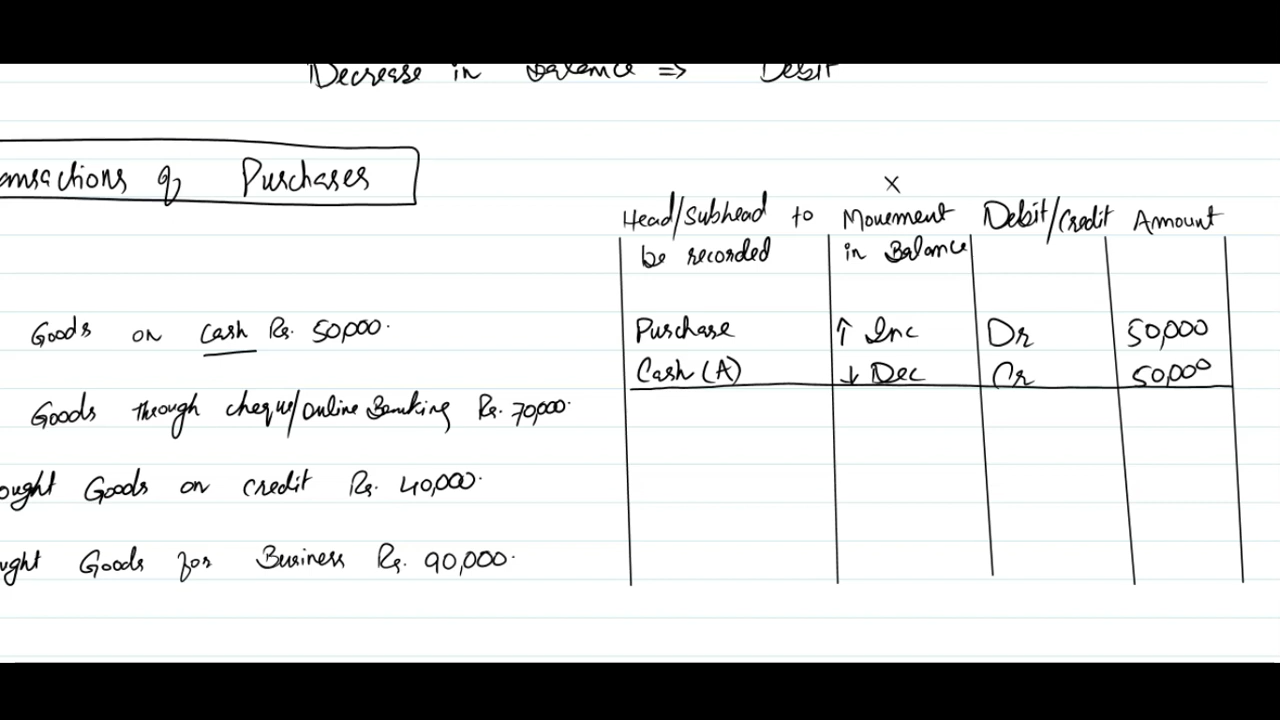 Decrease in Balance ⇒ Debit
ansactions of Purchases
×
Head/Subhead to be recorded
Movement in Balance
Debit/Credit
Amount
Goods on cash Rs. 50,000.
Purchase ↑ Inc Dr 50,000
Cash (A) ↓ Dec Cr 50,000
Goods through cheque/online Banking Rs. 70,000.
ought Goods on credit Rs. 40,000.
ught Goods for Business Rs. 90,000.